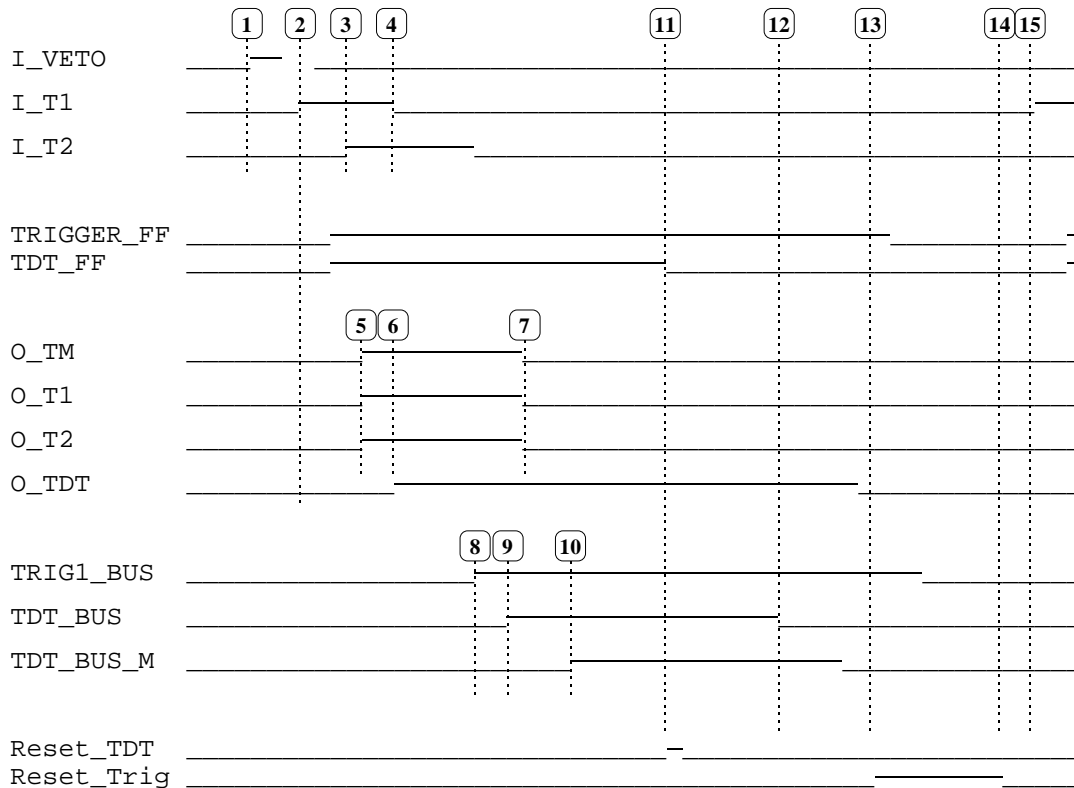 1 2 3 4 11 12 13 14 15
I_VETO
I_T1
I_T2
TRIGGER_FF
TDT_FF
5 6 7
O_TM
O_T1
O_T2
O_TDT
8 9 10
TRIG1_BUS
TDT_BUS
TDT_BUS_M
Reset_TDT
Reset_Trig